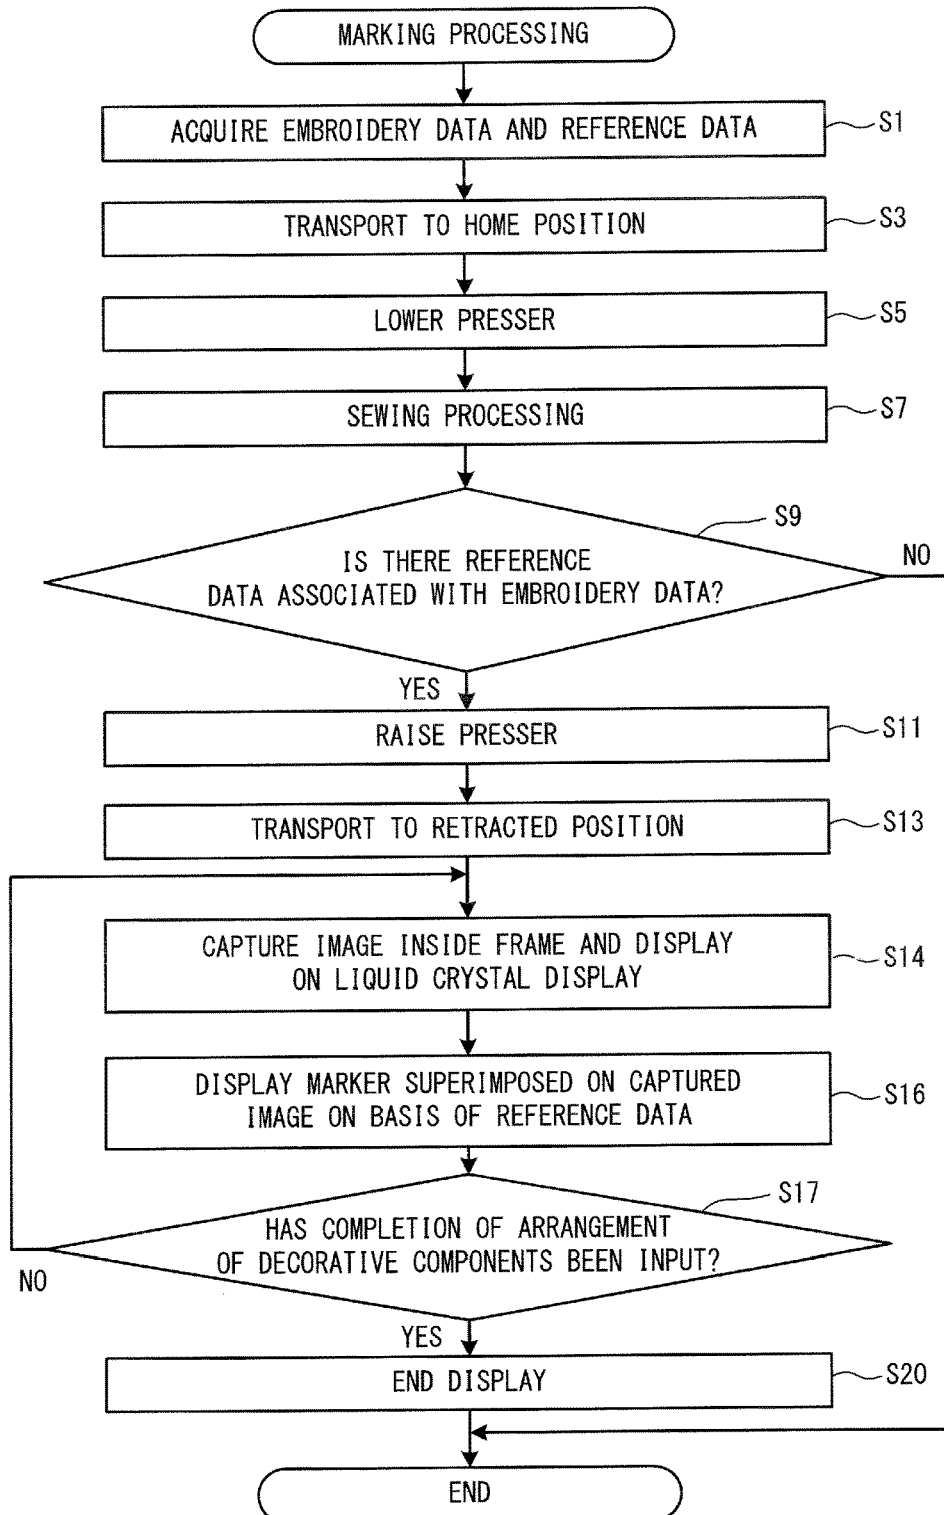 MARKING PROCESSING
ACQUIRE EMBROIDERY DATA AND REFERENCE DATA
S1
TRANSPORT TO HOME POSITION
S3
LOWER PRESSER
S5
SEWING PROCESSING
S7
S9
IS THERE REFERENCE
DATA ASSOCIATED WITH EMBROIDERY DATA?
NO
YES
RAISE PRESSER
S11
TRANSPORT TO RETRACTED POSITION
S13
CAPTURE IMAGE INSIDE FRAME AND DISPLAY
ON LIQUID CRYSTAL DISPLAY
S14
DISPLAY MARKER SUPERIMPOSED ON CAPTURED
IMAGE ON BASIS OF REFERENCE DATA
S16
S17
HAS COMPLETION OF ARRANGEMENT
OF DECORATIVE COMPONENTS BEEN INPUT?
NO
YES
END DISPLAY
S20
END